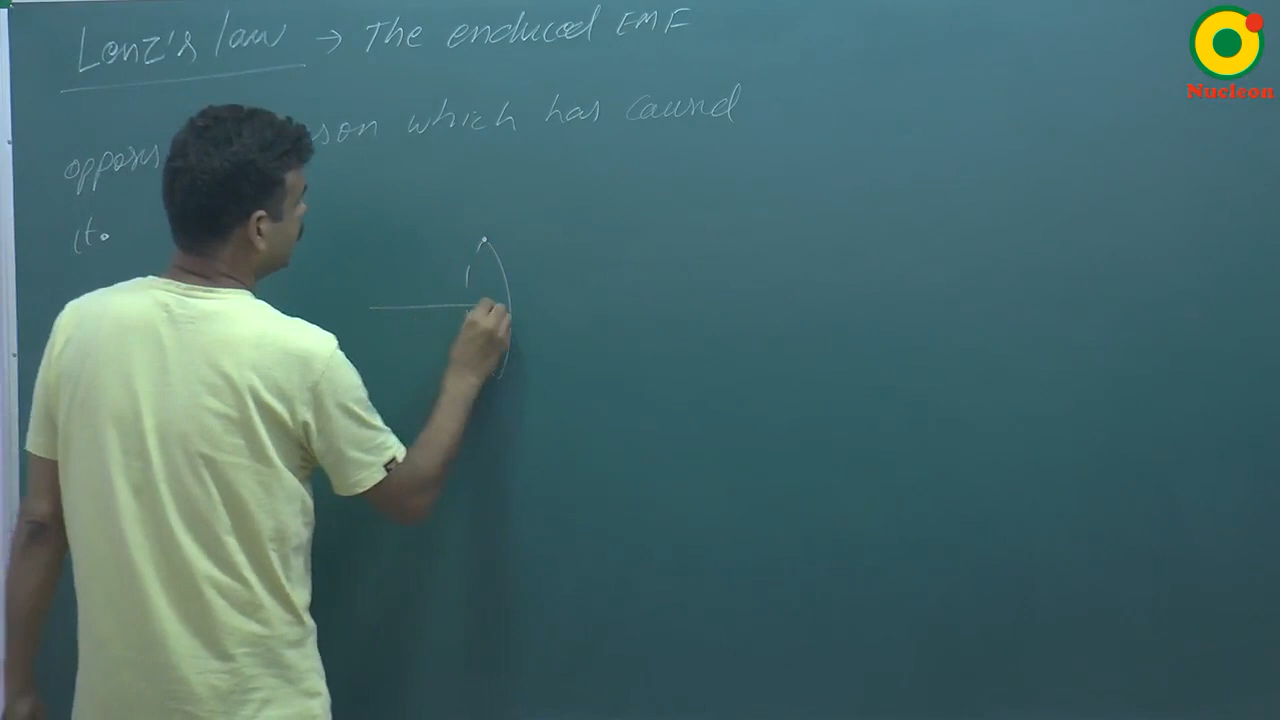 Lenz's law → The enduced EMF
opposes son which has caused
it.
Nucleon